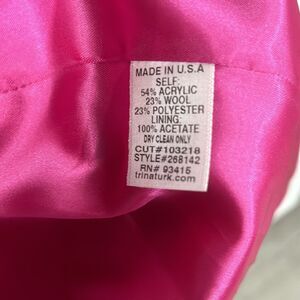 MADE IN U.S.A
SELF:
54% ACRYLIC
23% WOOL
23% POLYESTER
LINING:
100% ACETATE
DRY CLEAN ONLY
CUT#103218
STYLE#268142
RN# 93415
trinaturk.com